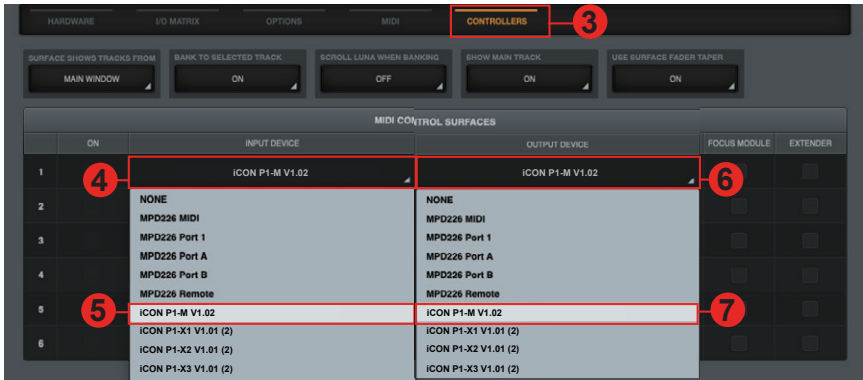 HARDWARE I/O MATRIX OPTIONS MIDI CONTROLLERS 3
SURFACE SHOWS TRACKS FROM BANK TO SELECTED TRACK SCROLL LUNA WHEN BANKING SHOW MAIN TRACK USE SURFACE FADER TAPER
MAIN WINDOW ON OFF ON ON
MIDI CONTROL SURFACES
ON INPUT DEVICE OUTPUT DEVICE FOCUS MODULE EXTENDER
1 4 iCON P1-M V1.02 iCON P1-M V1.02 6
NONE NONE
2 MPD226 MIDI MPD226 MIDI
3 MPD226 Port 1 MPD226 Port 1
MPD226 Port A MPD226 Port A
4 MPD226 Port B MPD226 Port B
MPD226 Remote MPD226 Remote
5 5 iCON P1-M V1.02 iCON P1-M V1.02 7
iCON P1-X1 V1.01 (2) iCON P1-X1 V1.01 (2)
6 iCON P1-X2 V1.01 (2) iCON P1-X2 V1.01 (2)
iCON P1-X3 V1.01 (2) iCON P1-X3 V1.01 (2)